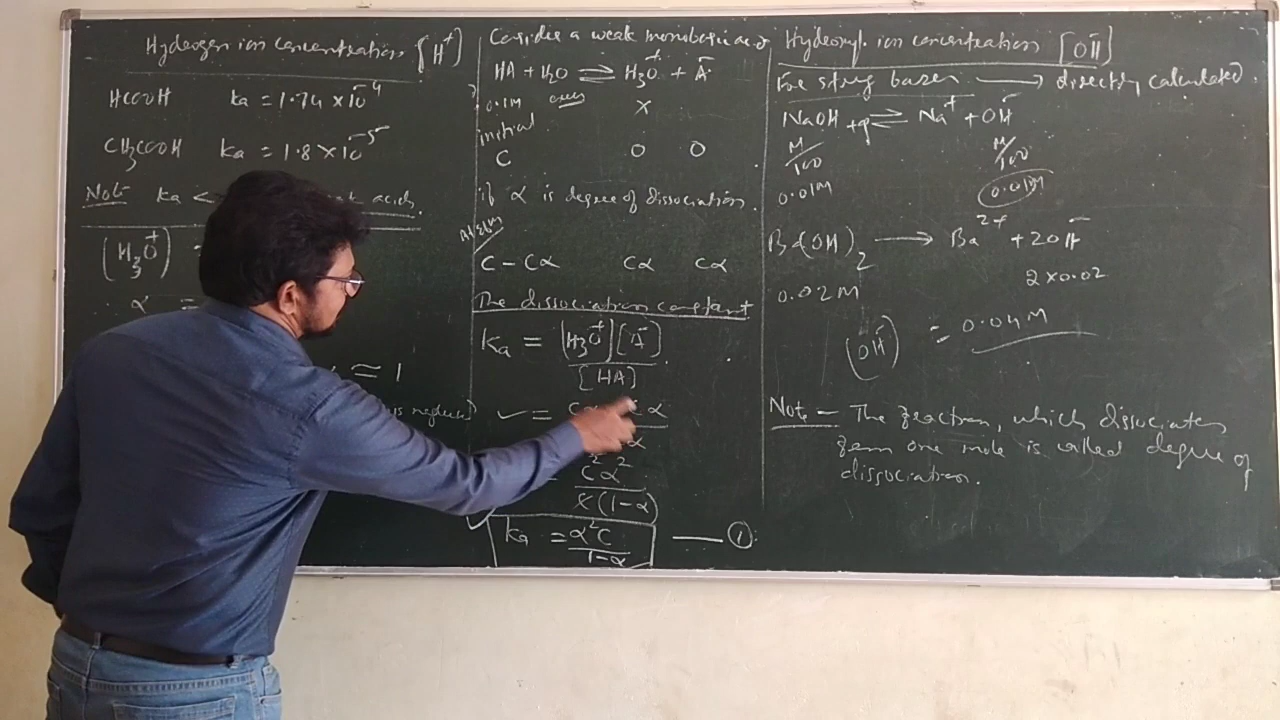 Hydrogen ion concentration [H⁺]
HCOOH Ka = 1.74 × 10⁻⁴
CH₃COOH Ka = 1.8 × 10⁻⁵
Note Ka < acids.
(H₃O⁺)
α =
≈ 1
Consider a weak monobasic acid
HA + H₂O ⇌ H₃O⁺ + A⁻
0.1M excess x
initial
C 0 0
if α is degree of dissociation.
At Eqm
C – Cα Cα Cα
The dissociation constant
Ka = [H₃O⁺][A⁻] / [HA]
= C²α² / C(1–α)
Ka = α²C / 1–α — ①
Hydroxyl ion concentration [OH⁻]
For strong bases → directly calculated.
NaOH + aq ⇌ Na⁺ + OH⁻
M/100 M/100
0.01M 0.01M
Ba(OH)₂ → Ba²⁺ + 2OH⁻
0.02M 2 × 0.02
(OH⁻) = 0.04M
Note – The fraction, which dissociates
from one mole is called degree of
dissociation.